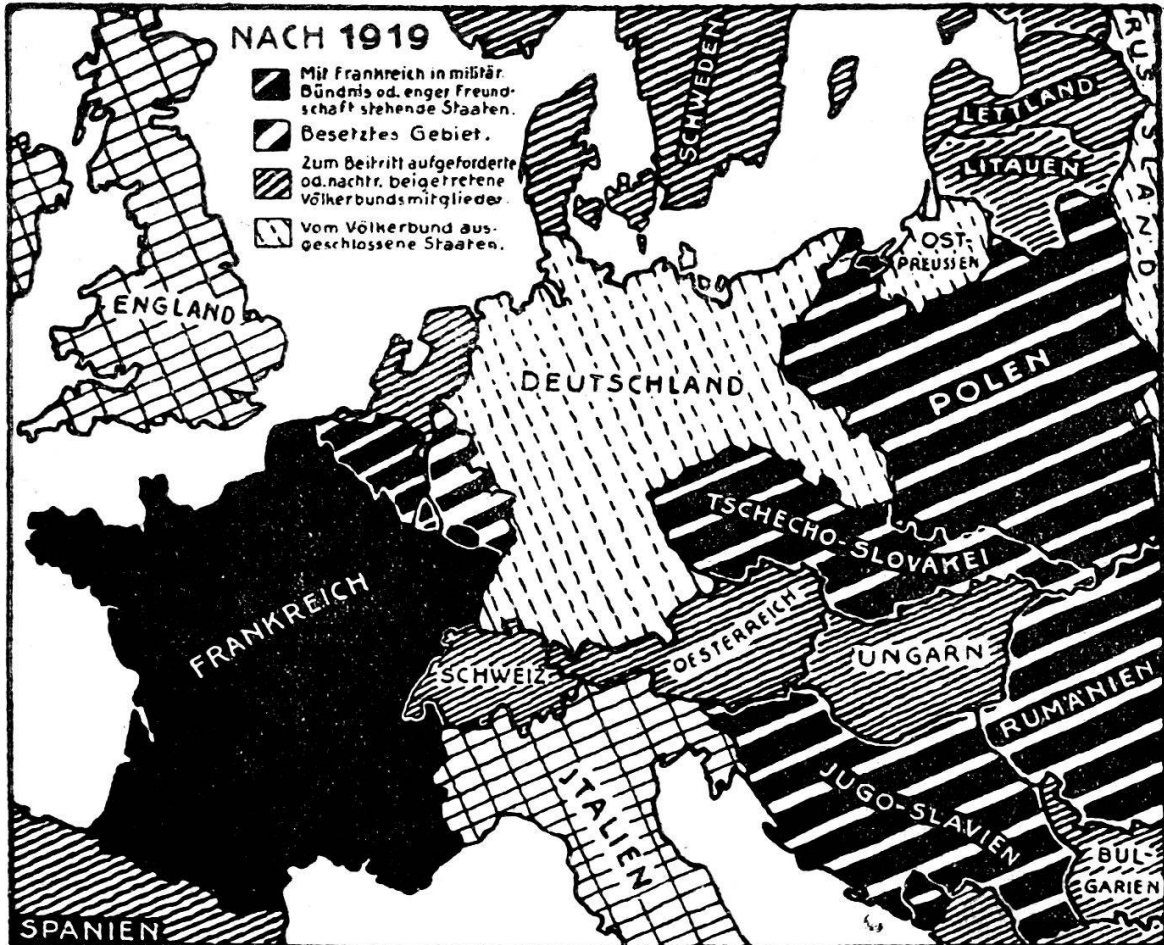 NACH 1919
Mit Frankreich in militär.
Bündnis od. enger Freund-
schaft stehende Staaten.
Besetztes Gebiet.
Zum Beitritt aufgeforderte
od. nachtr. beigetretene
Völkerbundsmitglieder.
Vom Völkerbund aus-
geschlossene Staaten.
SCHWEDEN
RUSSLAND
LETTLAND
LITAUEN
OST-
PREUSSEN
ENGLAND
DEUTSCHLAND
POLEN
TSCHECHO-SLOVAKEI
FRANKREICH
OESTERREICH
UNGARN
SCHWEIZ
RUMÄNIEN
JTALIEN
JUGO-SLAVIEN
BUL-
GARIEN
SPANIEN